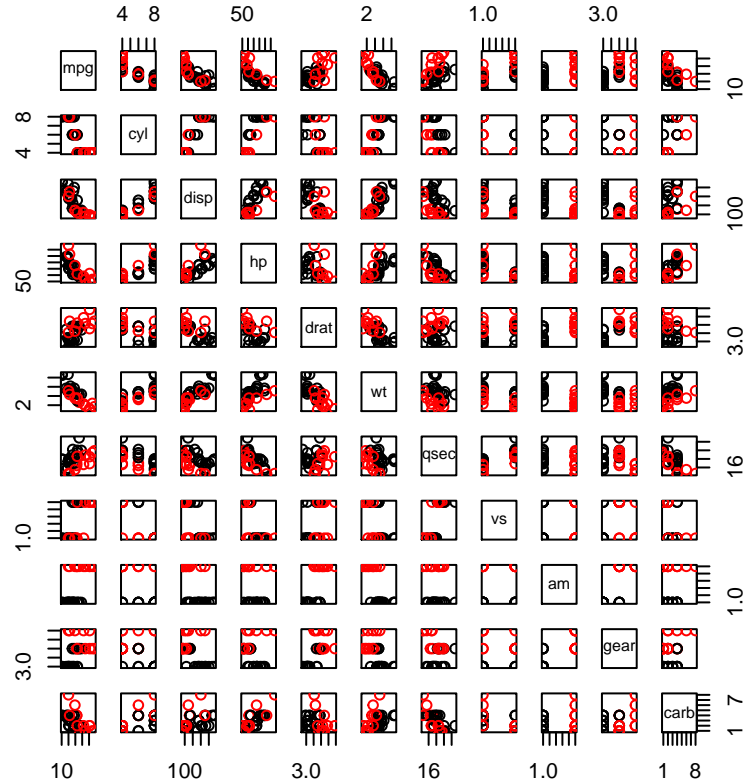 4 8 50 2 1.0 3.0
mpg 10
8 4 cyl
disp 100
50 hp
drat 3.0
2 wt
qsec 16
1.0 vs
am 1.0
3.0 gear
carb 7 1
10 100 3.0 16 1.0 1 8